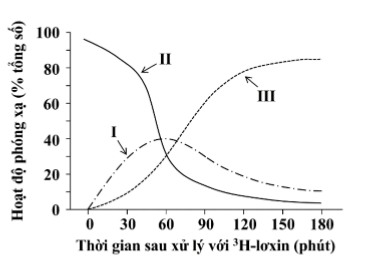 Hoạt độ phóng xạ (% tổng số)
100
80
60
40
20
0
II
III
I
0 30 60 90 120 150 180
Thời gian sau xử lý với ³H-lơxin (phút)